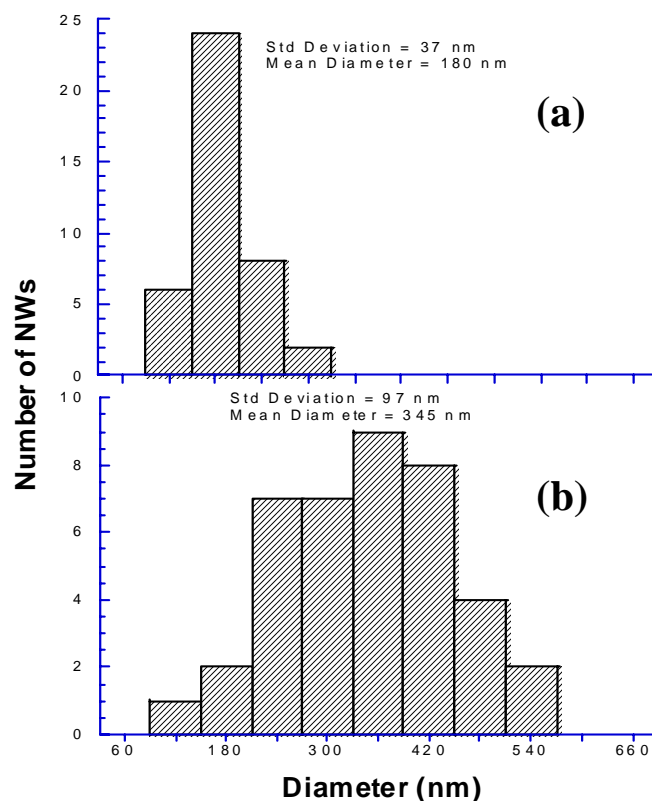 25
Std Deviation = 37 nm
Mean Diameter = 180 nm
20
(a)
15
10
5
0
Number of NWs
10
Std Deviation = 97 nm
Mean Diameter = 345 nm
8
(b)
6
4
2
0
60 180 300 420 540 660
Diameter (nm)